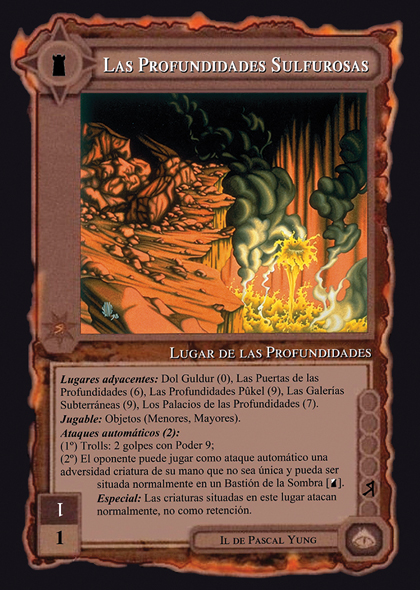 LAS PROFUNDIDADES SULFUROSAS
LUGAR DE LAS PROFUNDIDADES
Lugares adyacentes: Dol Guldur (0), Las Puertas de las
Profundidades (6), Las Profundidades Pûkel (9), Las Galerías
Subterráneas (9), Los Palacios de las Profundidades (7).
Jugable: Objetos (Menores, Mayores).
Ataques automáticos (2):
(1º) Trolls: 2 golpes con Poder 9;
(2º) El oponente puede jugar como ataque automático una
adversidad criatura de su mano que no sea única y pueda ser
situada normalmente en un Bastión de la Sombra [].
Especial: Las criaturas situadas en este lugar atacan
normalmente, no como retención.
1
IL DE PASCAL YUNG